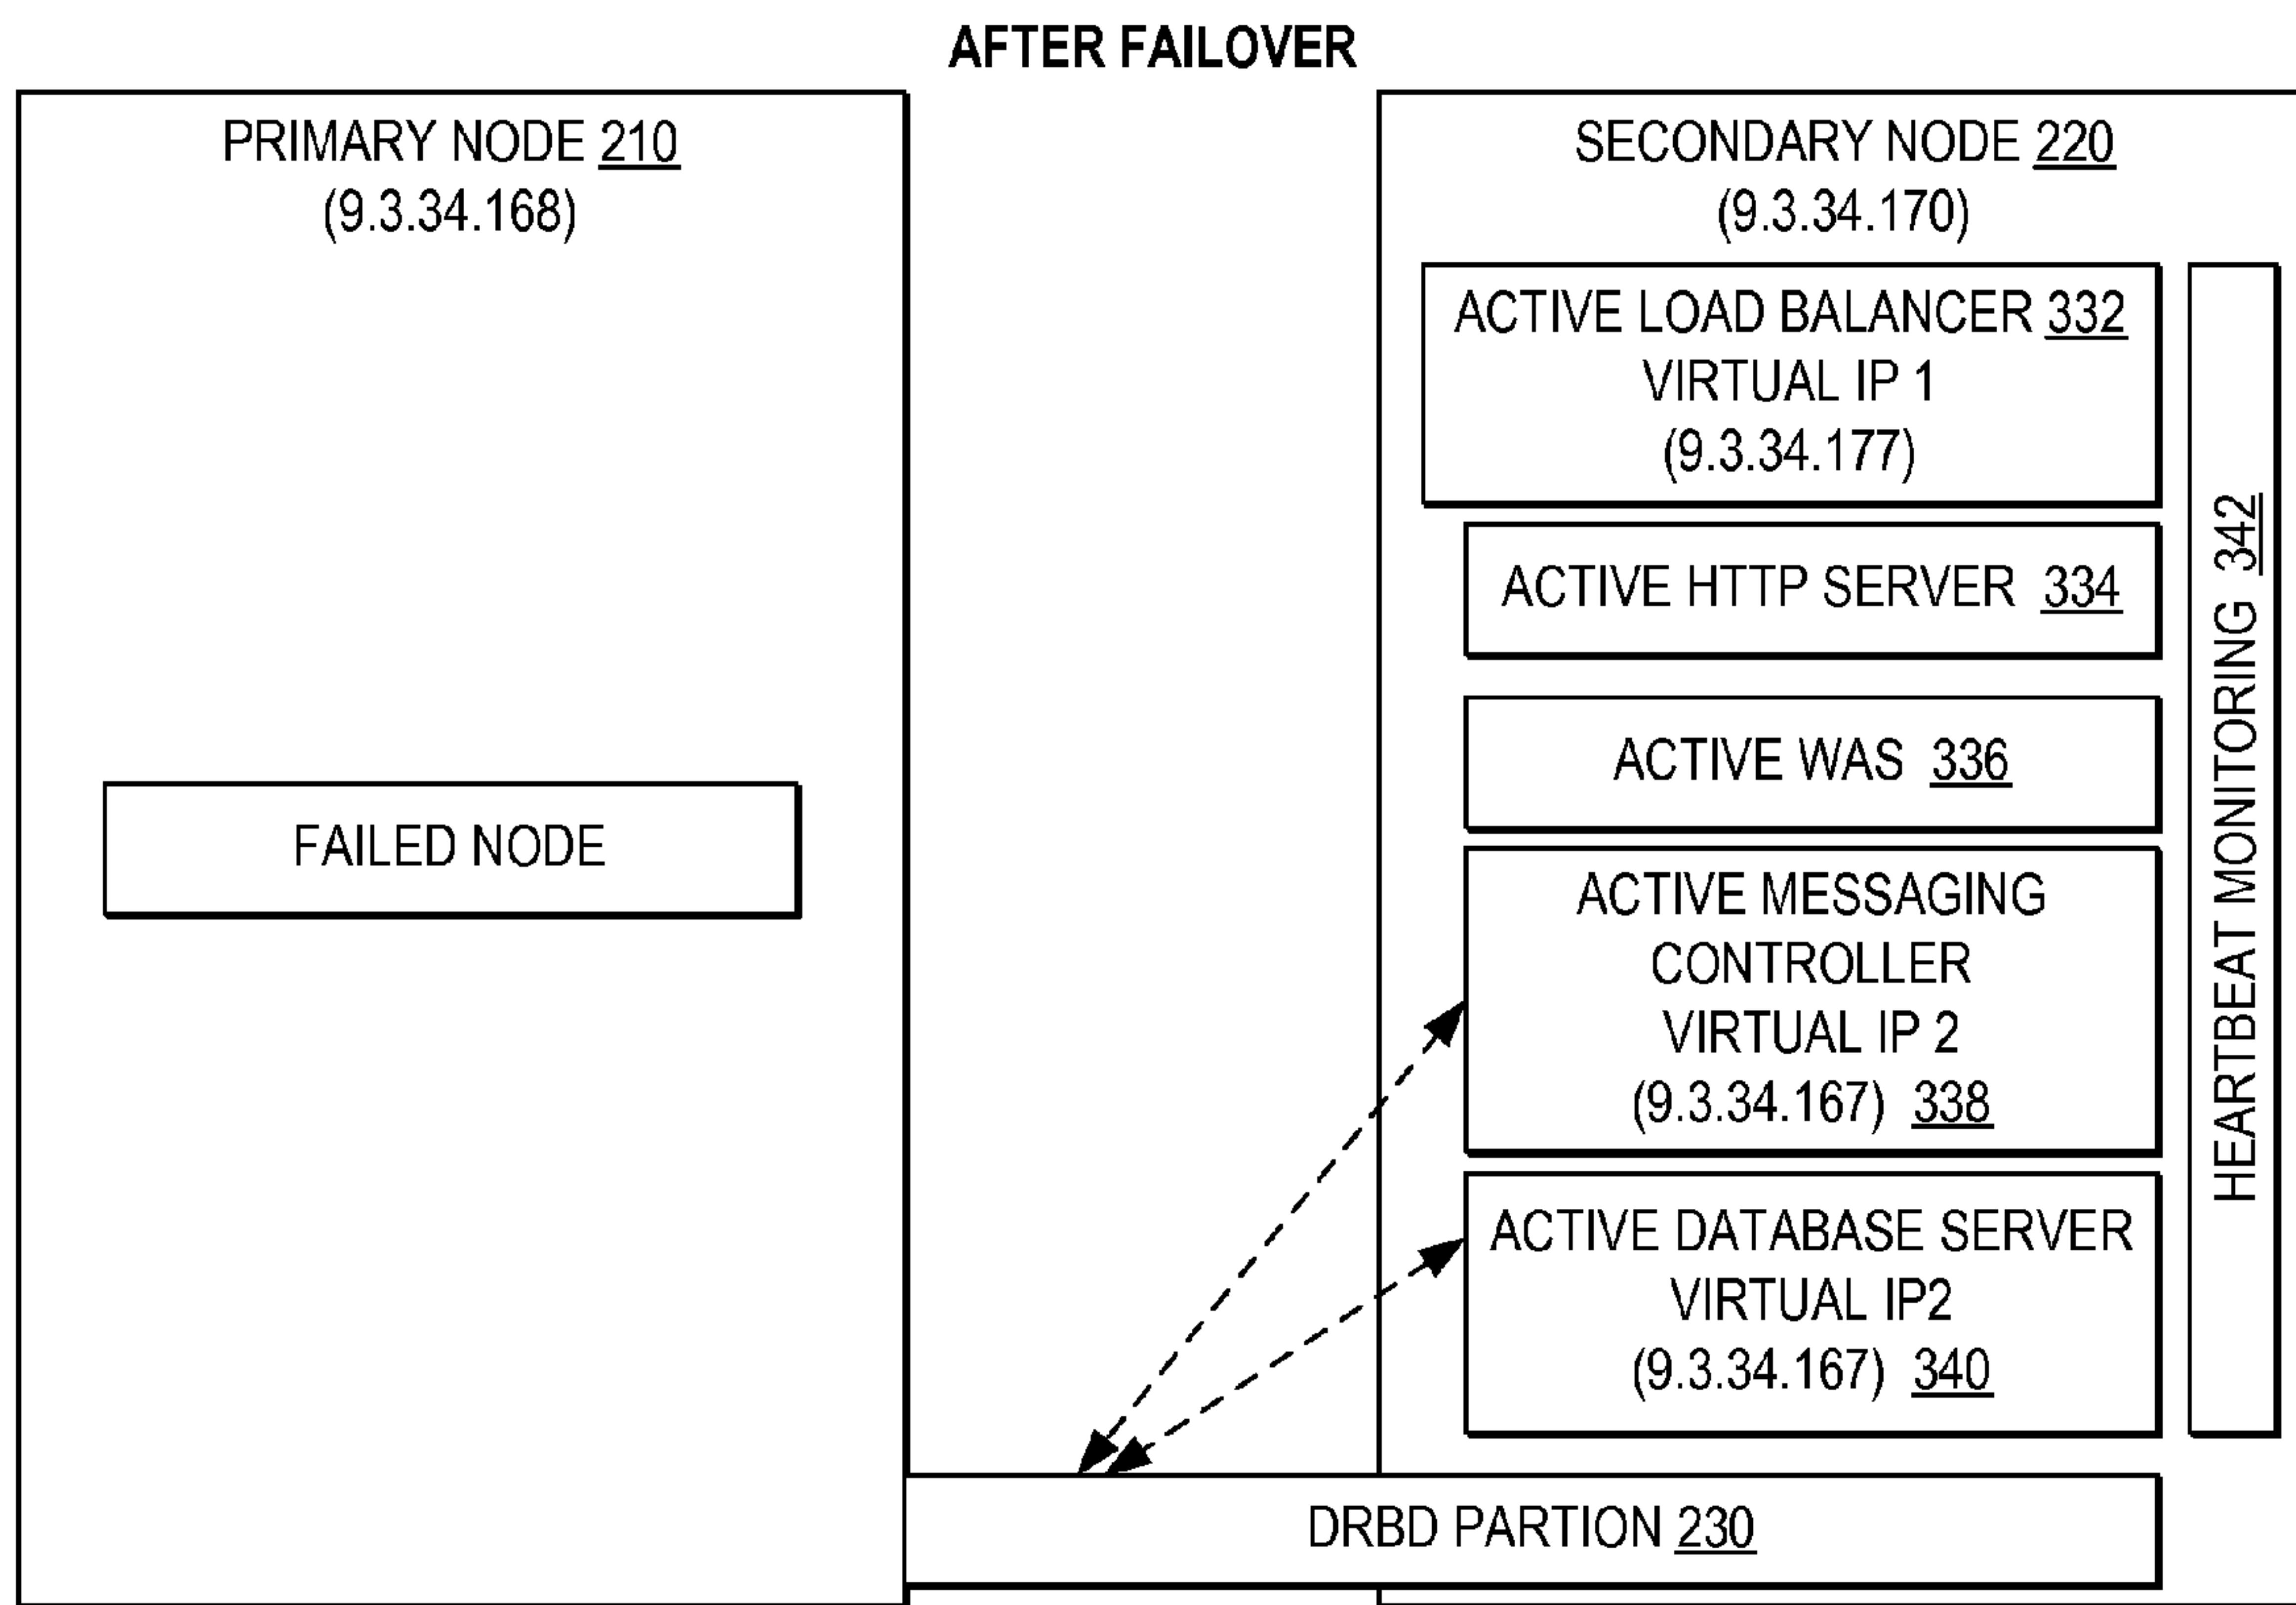 AFTER FAILOVER
PRIMARY NODE 210
(9.3.34.168)
FAILED NODE
SECONDARY NODE 220
(9.3.34.170)
ACTIVE LOAD BALANCER 332
VIRTUAL IP 1
(9.3.34.177)
ACTIVE HTTP SERVER 334
ACTIVE WAS 336
ACTIVE MESSAGING
CONTROLLER
VIRTUAL IP 2
(9.3.34.167) 338
ACTIVE DATABASE SERVER
VIRTUAL IP2
(9.3.34.167) 340
HEARTBEAT MONITORING 342
DRBD PARTION 230